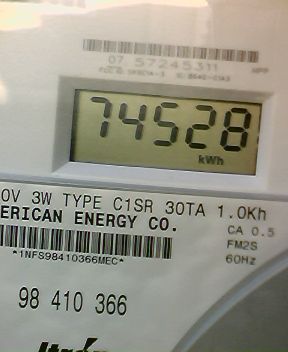 07 57245311
74528
kWh
0V 3W TYPE C1SR 30TA 1.0Kh
ERICAN ENERGY CO.
CA 0.5
FM2S
*1NFS98410366MEC*
60Hz
98 410 366
Itron